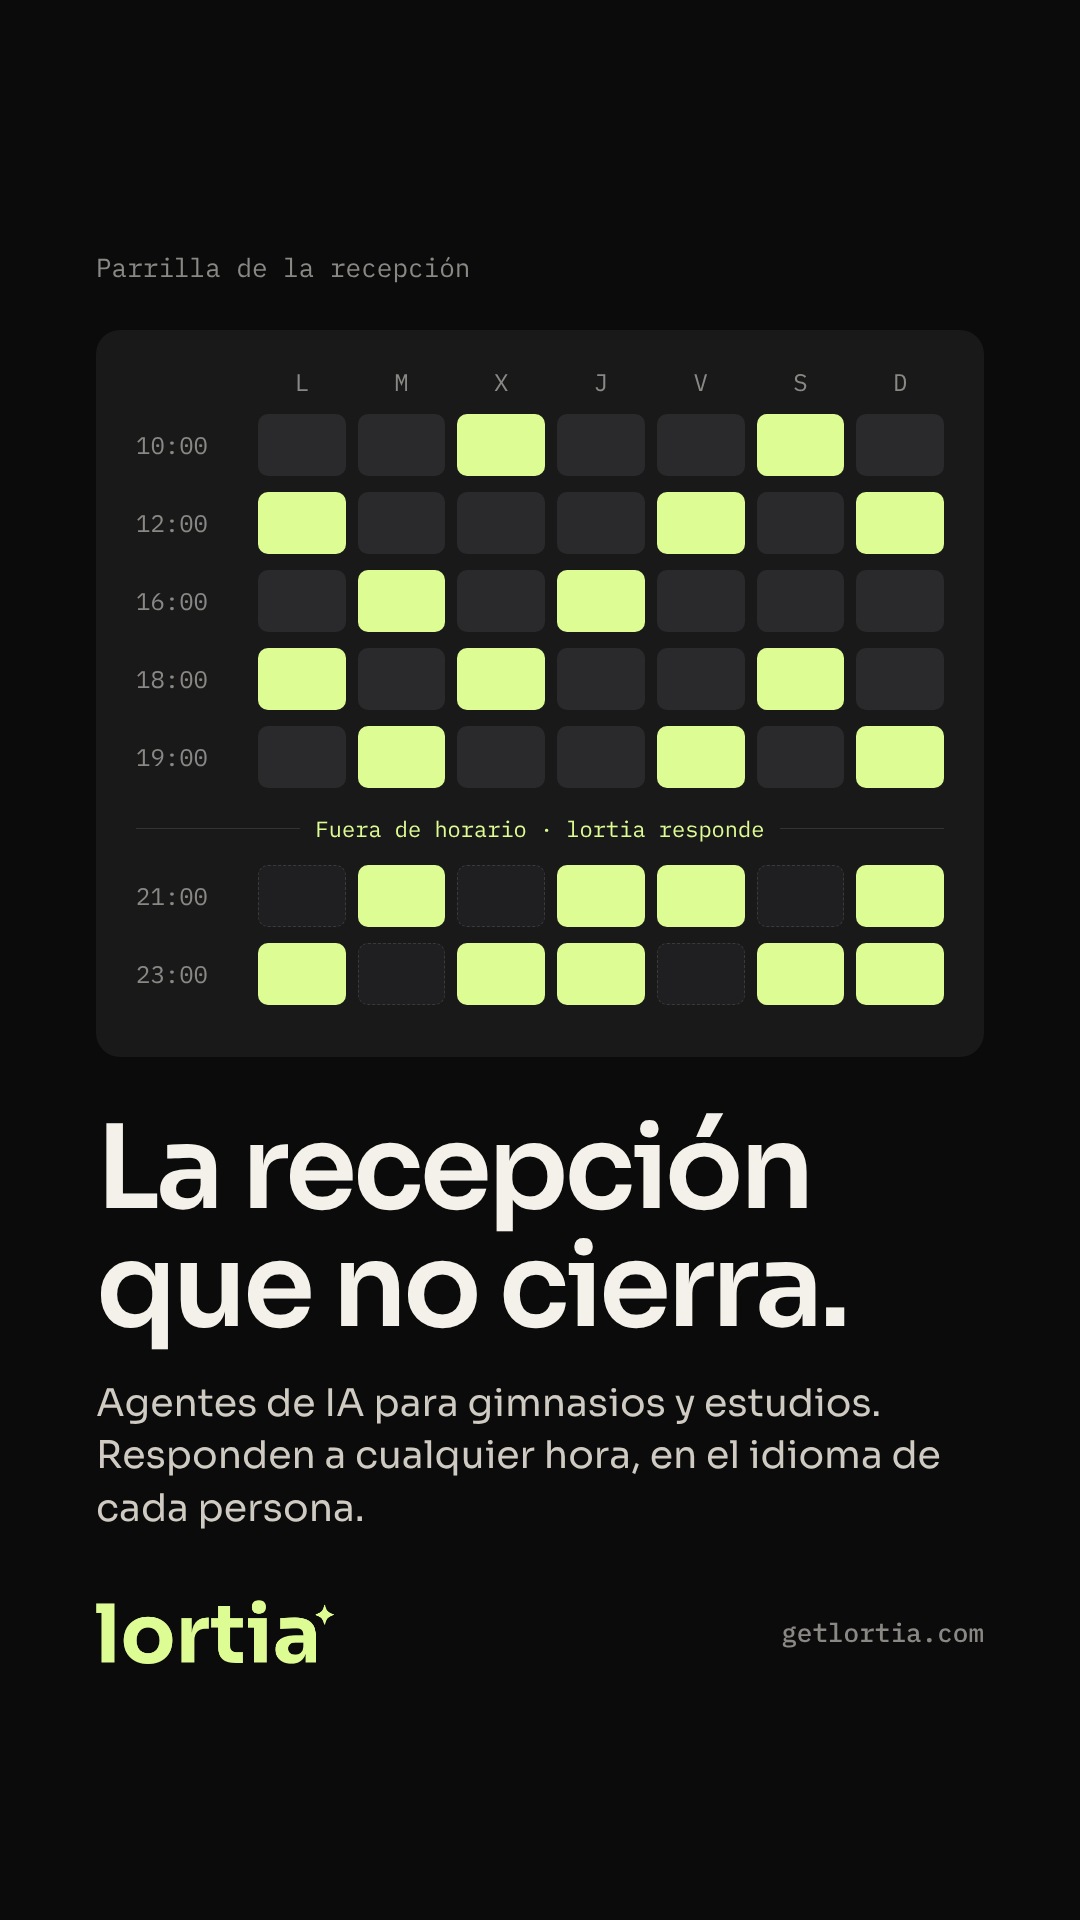 Parrilla de la recepción
L M X J V S D
10:00
12:00
16:00
18:00
19:00
Fuera de horario · lortia responde
21:00
23:00
La recepción
que no cierra.
Agentes de IA para gimnasios y estudios.
Responden a cualquier hora, en el idioma de
cada persona.
lortia
getlortia.com